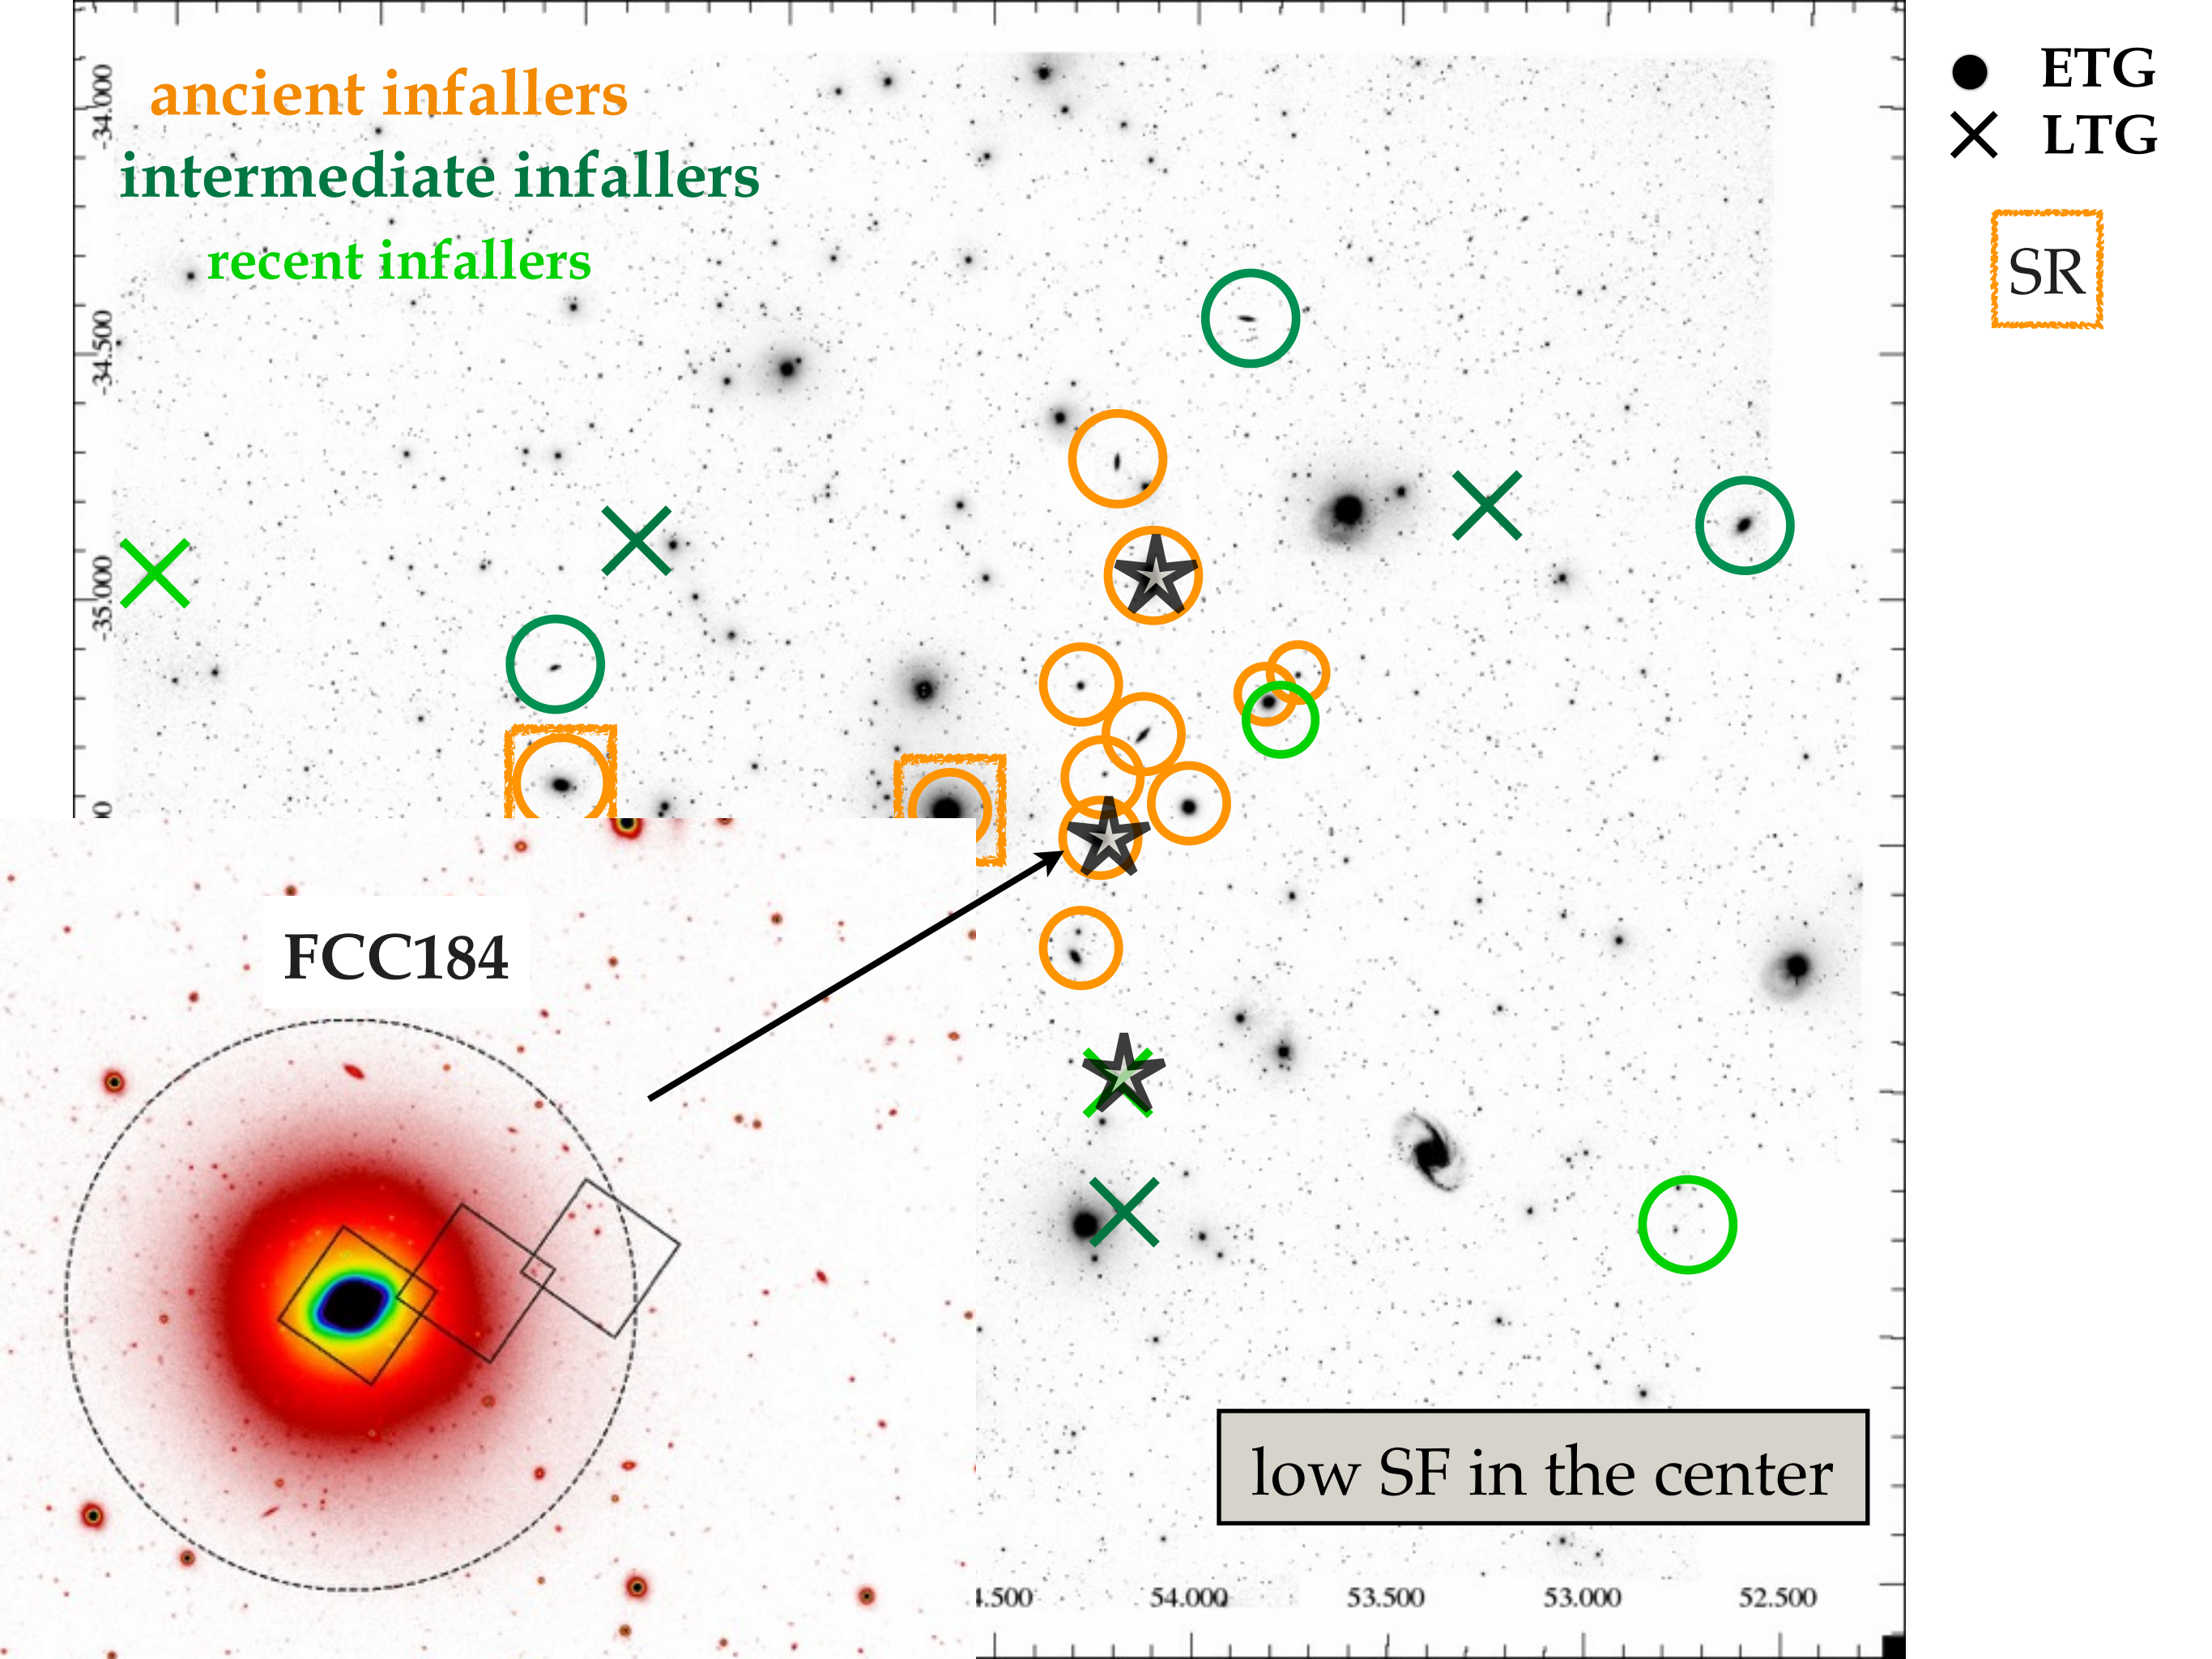 ancient infallers
intermediate infallers
recent infallers
ETG
LTG
SR
-34.000
-34.500
-35.000
FCC184
low SF in the center
54.000
53.500
53.000
52.500